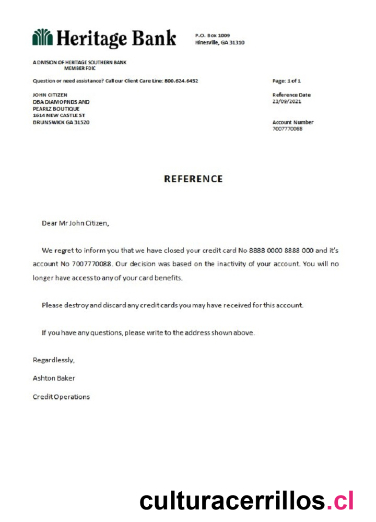 Heritage Bank
P.O. Box 1009
Hinerville, GA 31310
A DIVISION OF HERITAGE SOUTHERN BANK
MEMBER FDIC
Question or need assistance? Call our Client Care Line: 800-624-6452
Page: 1 of 1
JOHN CITIZEN
DBA DIAMOPNDS AND
PEARLZ BOUTIQUE
1614 NEW CASTLE ST
BRUNSWICK GA 31520
Reference Date
22/09/2021
Account Number
7007770088
REFERENCE
Dear Mr John Citizen,
We regret to inform you that we have closed your credit card No 8888 0000 8888 000 and it's
account No 7007770088. Our decision was based on the inactivity of your account. You will no
longer have access to any of your card benefits.
Please destroy and discard any credit cards you may have received for this account.
If you have any questions, please write to the address shown above.
Regardlessly,
Ashton Baker
Credit Operations
culturacerrillos.cl